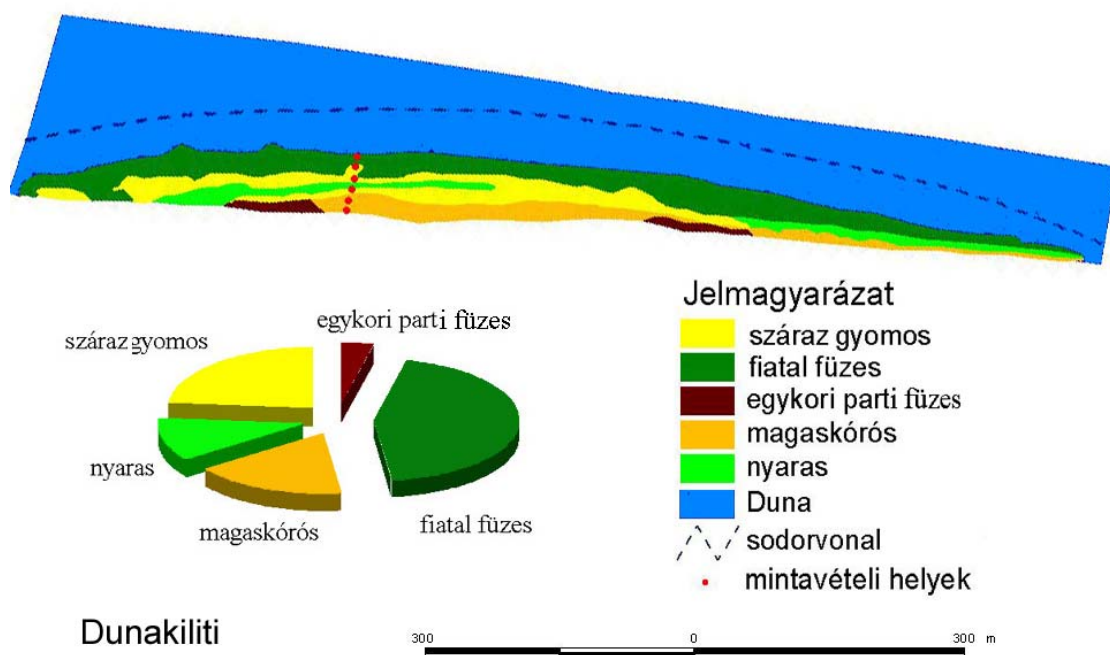 egykori parti füzes
száraz gyomos
nyaras
magaskórós
fiatal füzes
Jelmagyarázat
száraz gyomos
fiatal füzes
egykori parti füzes
magaskórós
nyaras
Duna
sodorvonal
mintavételi helyek
Dunakiliti
300 0 300 m